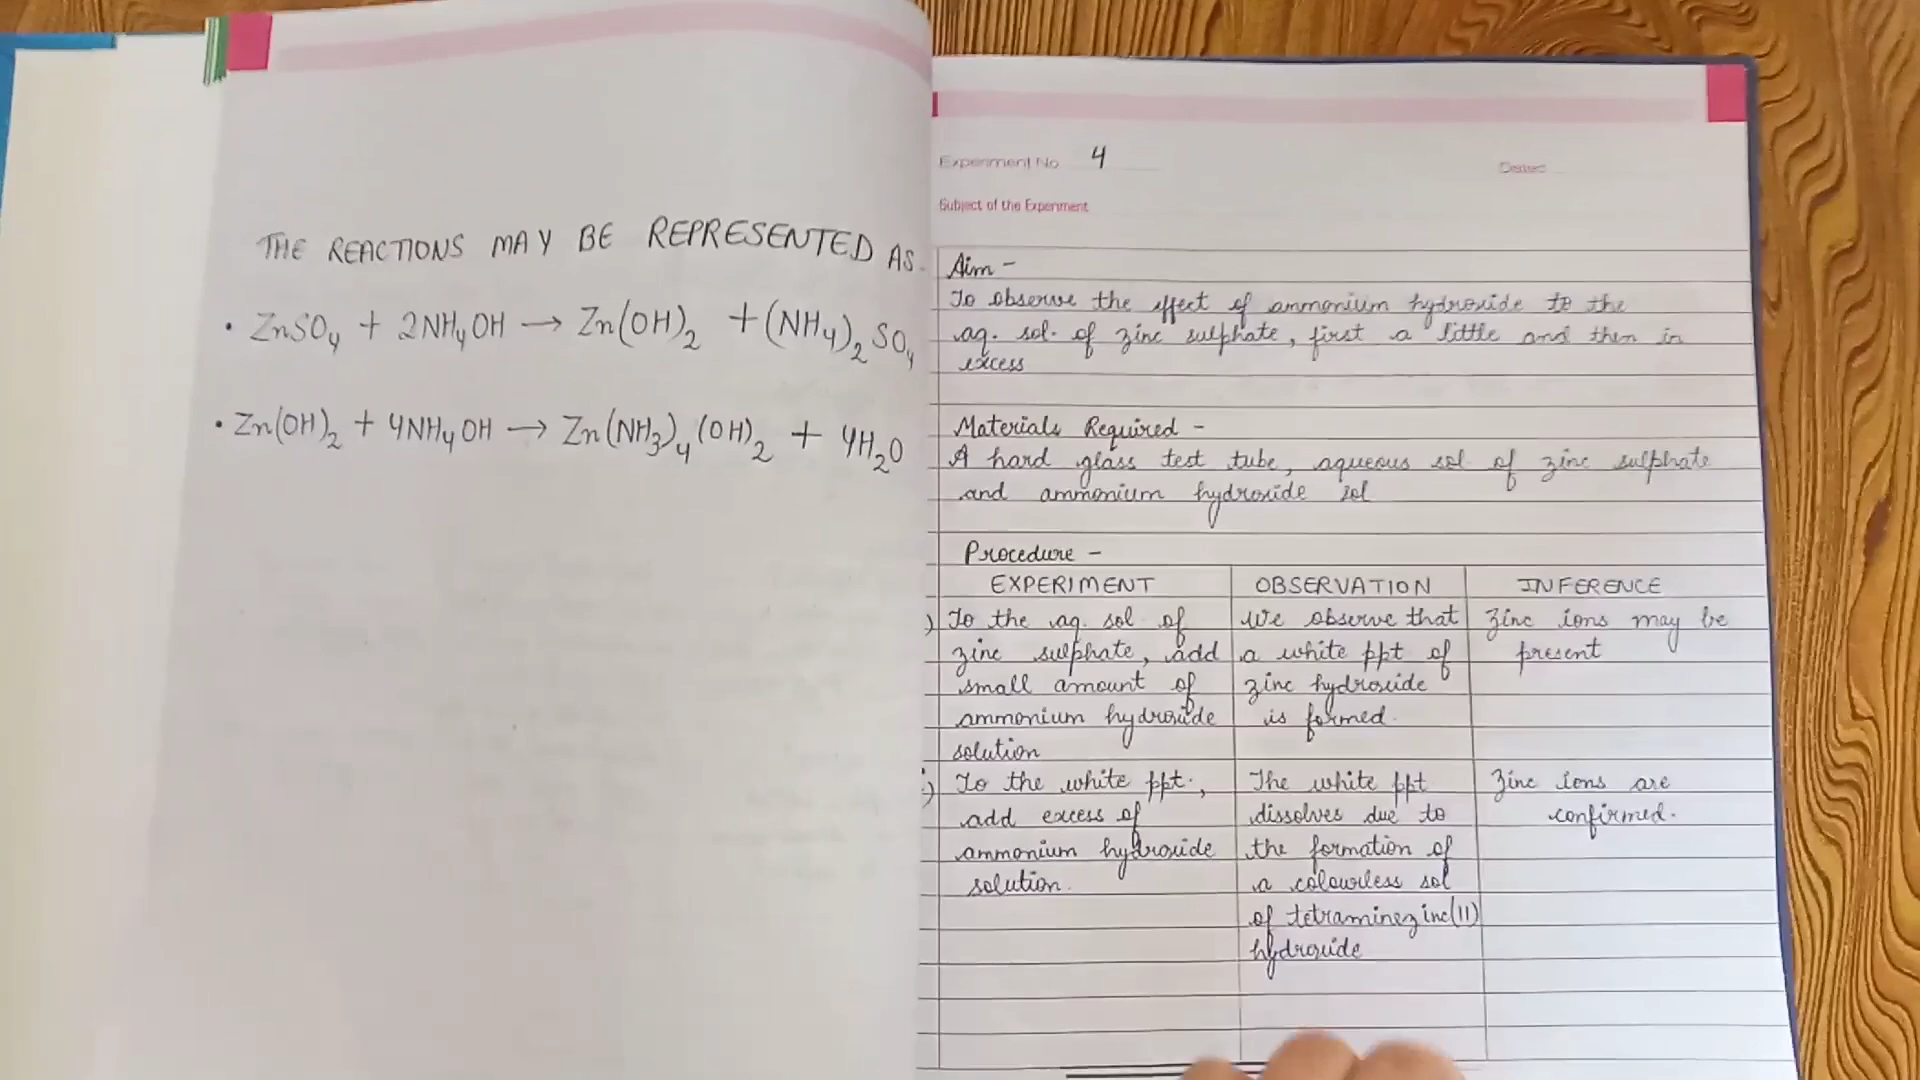 THE REACTIONS MAY BE REPRESENTED AS
• ZnSO₄ + 2NH₄OH → Zn(OH)₂ + (NH₄)₂SO₄
• Zn(OH)₂ + 4NH₄OH → Zn(NH₃)₄(OH)₂ + 4H₂O
Experiment No 4
Dated
Subject of the Experiment
Aim -
To observe the effect of ammonium hydroxide to the
aq. sol. of zinc sulphate, first a little and then in
excess
Materials Required -
A hard glass test tube, aqueous sol of zinc sulphate
and ammonium hydroxide sol
Procedure -
EXPERIMENT
OBSERVATION
INFERENCE
) To the aq. sol of
zinc sulphate, add
small amount of
ammonium hydroxide
solution
We observe that
a white ppt of
zinc hydroxide
is formed.
Zinc ions may be
present
) To the white ppt.,
add excess of
ammonium hydroxide
solution.
The white ppt
dissolves due to
the formation of
a colourless sol
of tetraminezinc(II)
hydroxide
Zinc ions are
confirmed.